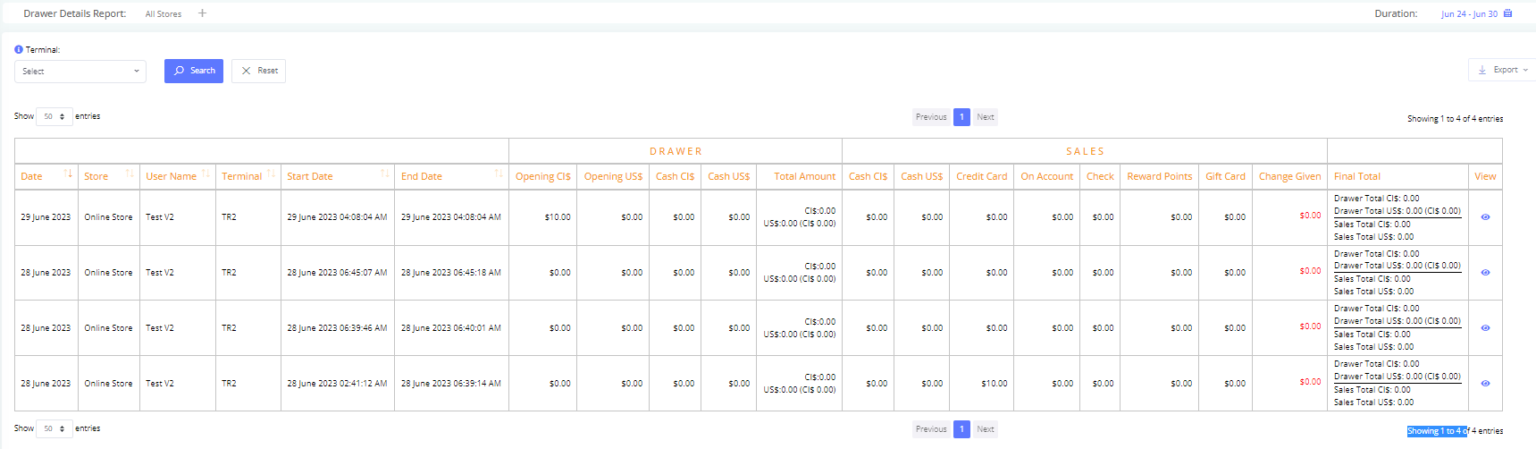 Drawer Details Report: All Stores + Duration: Jun 24 - Jun 30
Terminal:
Select Search Reset Export
Show 50 entries Previous 1 Next Showing 1 to 4 of 4 entries
DRAWER SALES
Date Store User Name Terminal Start Date End Date Opening CI$ Opening US$ Cash CI$ Cash US$ Total Amount Cash CI$ Cash US$ Credit Card On Account Check Reward Points Gift Card Change Given Final Total View
29 June 2023 Online Store Test V2 TR2 29 June 2023 04:08:04 AM 29 June 2023 04:08:04 AM $10.00 $0.00 $0.00 $0.00 CI$:0.00 US$:0.00 (CI$ 0.00) $0.00 $0.00 $0.00 $0.00 $0.00 $0.00 $0.00 $0.00 Drawer Total CI$: 0.00
Drawer Total US$: 0.00 (CI$ 0.00)
Sales Total CI$: 0.00
Sales Total US$: 0.00
28 June 2023 Online Store Test V2 TR2 28 June 2023 06:45:07 AM 28 June 2023 06:45:18 AM $0.00 $0.00 $0.00 $0.00 CI$:0.00 US$:0.00 (CI$ 0.00) $0.00 $0.00 $0.00 $0.00 $0.00 $0.00 $0.00 $0.00 Drawer Total CI$: 0.00
Drawer Total US$: 0.00 (CI$ 0.00)
Sales Total CI$: 0.00
Sales Total US$: 0.00
28 June 2023 Online Store Test V2 TR2 28 June 2023 06:39:46 AM 28 June 2023 06:40:01 AM $0.00 $0.00 $0.00 $0.00 CI$:0.00 US$:0.00 (CI$ 0.00) $0.00 $0.00 $0.00 $0.00 $0.00 $0.00 $0.00 $0.00 Drawer Total CI$: 0.00
Drawer Total US$: 0.00 (CI$ 0.00)
Sales Total CI$: 0.00
Sales Total US$: 0.00
28 June 2023 Online Store Test V2 TR2 28 June 2023 02:41:12 AM 28 June 2023 06:39:14 AM $0.00 $0.00 $0.00 $0.00 CI$:0.00 US$:0.00 (CI$ 0.00) $0.00 $0.00 $10.00 $0.00 $0.00 $0.00 $0.00 $0.00 Drawer Total CI$: 0.00
Drawer Total US$: 0.00 (CI$ 0.00)
Sales Total CI$: 0.00
Sales Total US$: 0.00
Show 50 entries Previous 1 Next Showing 1 to 4 of 4 entries